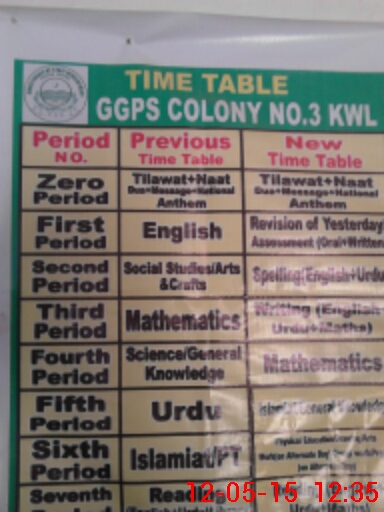 TIME TABLE
GGPS COLONY NO.3 KWL
Period NO.
Previous Time Table
New Time Table
Zero Period
Tilawat+Naat
Dua+Message+National
Anthem
Tilawat+Naat
Dua+Message+National
Anthem
First Period
English
Revision of Yesterday
Assessment (Oral+Written
Second Period
Social Studies/Arts
&Crafts
Spelling(English+Urdu
Third Period
Mathematics
Writing (English+
Urdu+Maths)
Fourth Period
Science/General
Knowledge
Mathematics
Fifth Period
Urdu
Islamiat/General Knowledge
Sixth Period
Islamiat/PT
Seventh
12-05-15 12:35